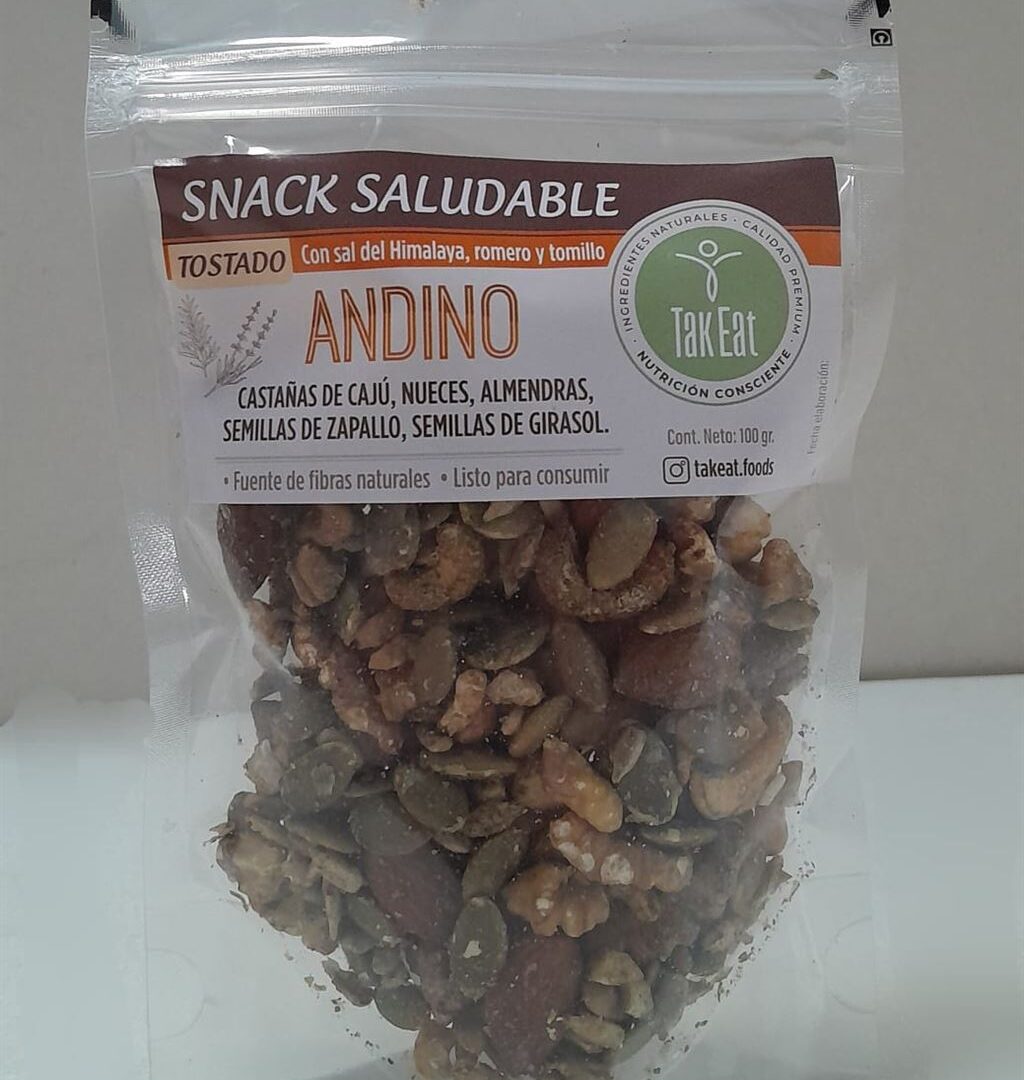 SNACK SALUDABLE
TOSTADO
Con sal del Himalaya, romero y tomillo
ANDINO
CASTAÑAS DE CAJÚ, NUECES, ALMENDRAS,
SEMILLAS DE ZAPALLO, SEMILLAS DE GIRASOL.
• Fuente de fibras naturales • Listo para consumir
INGREDIENTES NATURALES · CALIDAD PREMIUM ·
NUTRICIÓN CONSCIENTE ·
TakEat
Cont. Neto: 100 gr.
takeat.foods
Fecha elaboración: